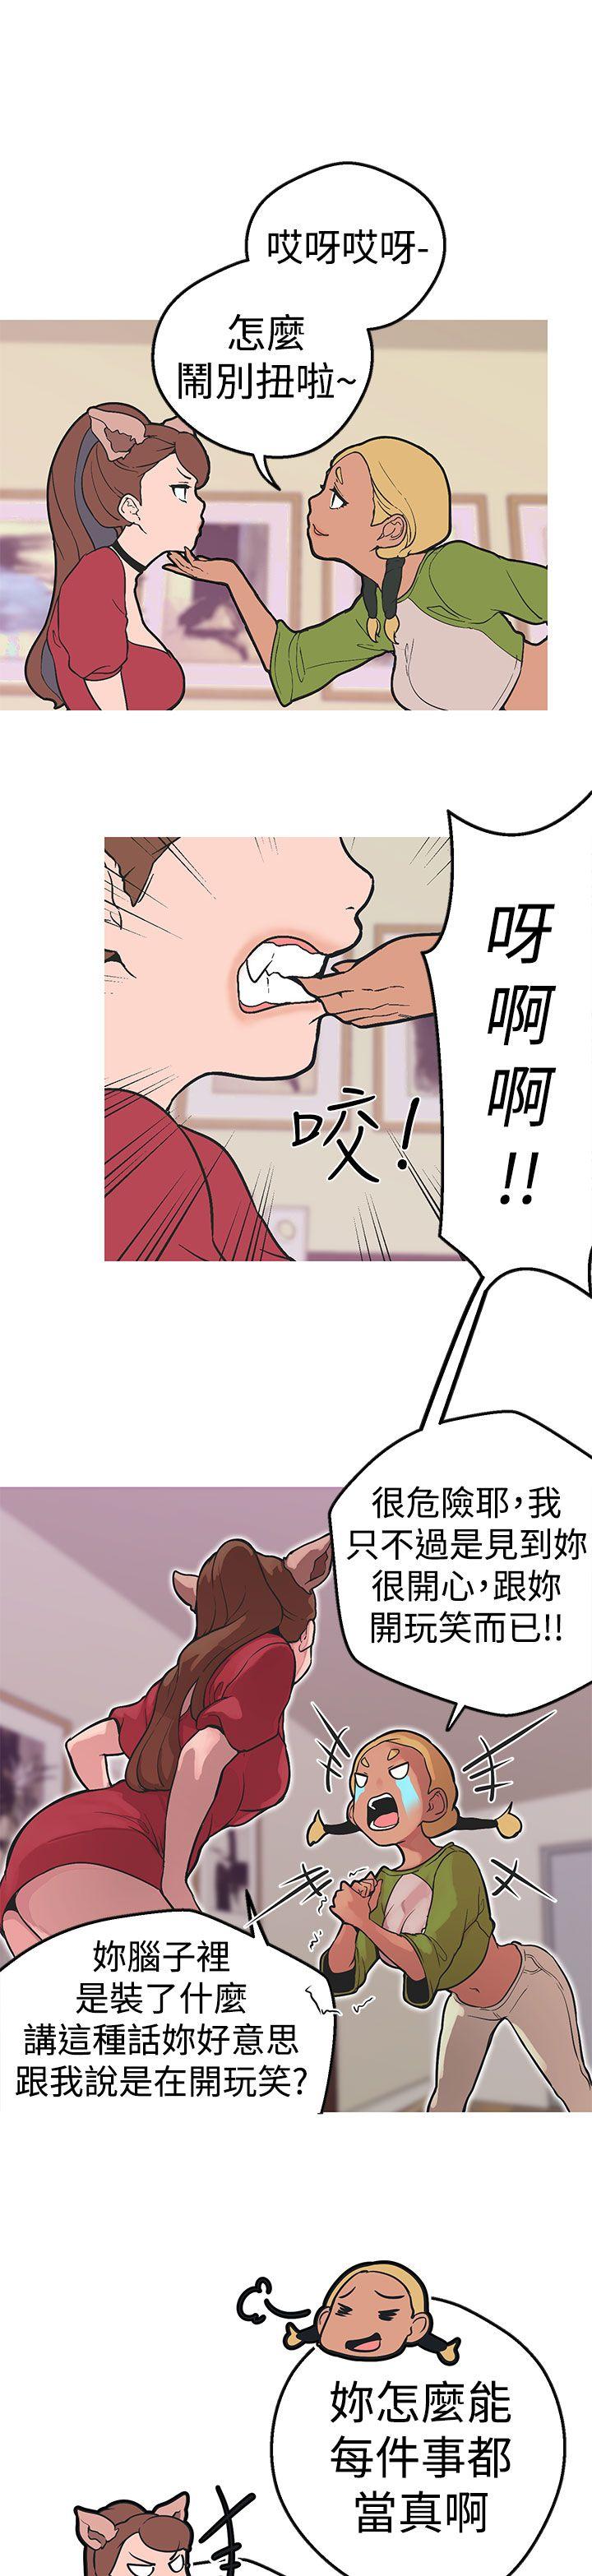 哎呀哎呀-
怎麼
鬧別扭啦~
呀啊啊!!
咬!
很危險耶,我
只不過是見到妳
很開心,跟妳
開玩笑而已!!
妳腦子裡
是裝了什麼
講這種話妳好意思
跟我說是在開玩笑?
妳怎麼能
每件事都
當真啊